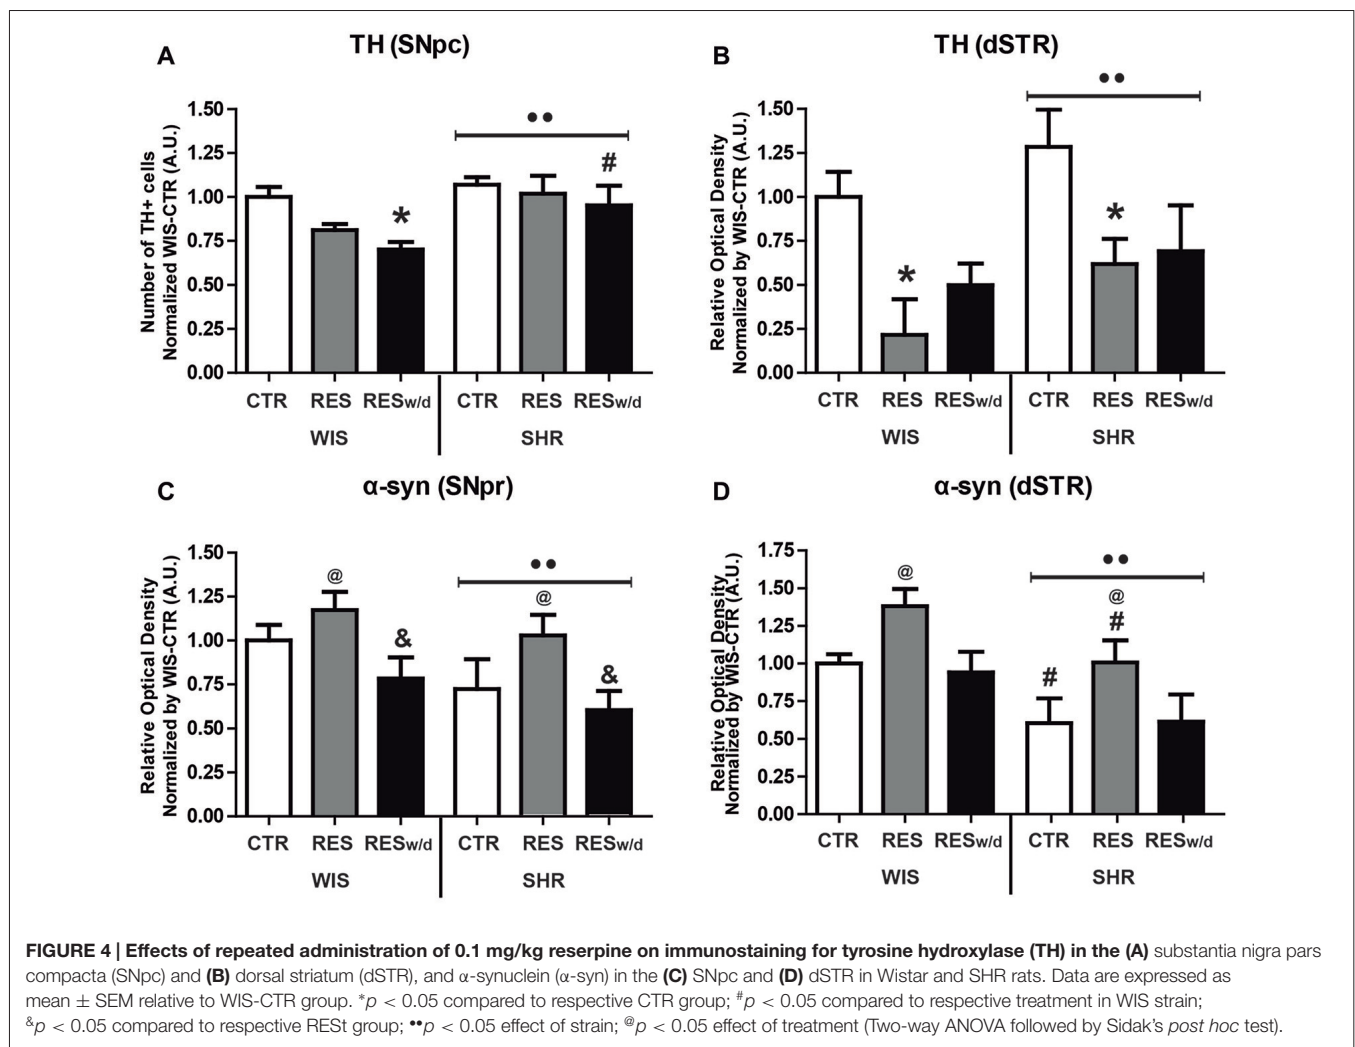 A
TH (SNpc)
Number of TH+ cells
Normalized WIS-CTR (A.U.)
1.50
1.25
1.00
0.75
0.50
0.25
0.00
*
••
#
CTR RES RESw/d CTR RES RESw/d
WIS SHR
B
TH (dSTR)
Relative Optical Density
Normalized by WIS-CTR (A.U.)
1.50
1.25
1.00
0.75
0.50
0.25
0.00
*
••
*
CTR RES RESw/d CTR RES RESw/d
WIS SHR
C
α-syn (SNpr)
Relative Optical Density
Normalized by WIS-CTR (A.U.)
1.50
1.25
1.00
0.75
0.50
0.25
0.00
@
&
••
@
&
CTR RES RESw/d CTR RES RESw/d
WIS SHR
D
α-syn (dSTR)
Relative Optical Density
Normalized by WIS-CTR (A.U.)
1.75
1.50
1.25
1.00
0.75
0.50
0.25
0.00
@
••
#
@
#
CTR RES RESw/d CTR RES RESw/d
WIS SHR
FIGURE 4 | Effects of repeated administration of 0.1 mg/kg reserpine on immunostaining for tyrosine hydroxylase (TH) in the (A) substantia nigra pars
compacta (SNpc) and (B) dorsal striatum (dSTR), and α-synuclein (α-syn) in the (C) SNpc and (D) dSTR in Wistar and SHR rats. Data are expressed as
mean ± SEM relative to WIS-CTR group. *p < 0.05 compared to respective CTR group; #p < 0.05 compared to respective treatment in WIS strain;
&p < 0.05 compared to respective RESt group; ••p < 0.05 effect of strain; @p < 0.05 effect of treatment (Two-way ANOVA followed by Sidak's post hoc test).